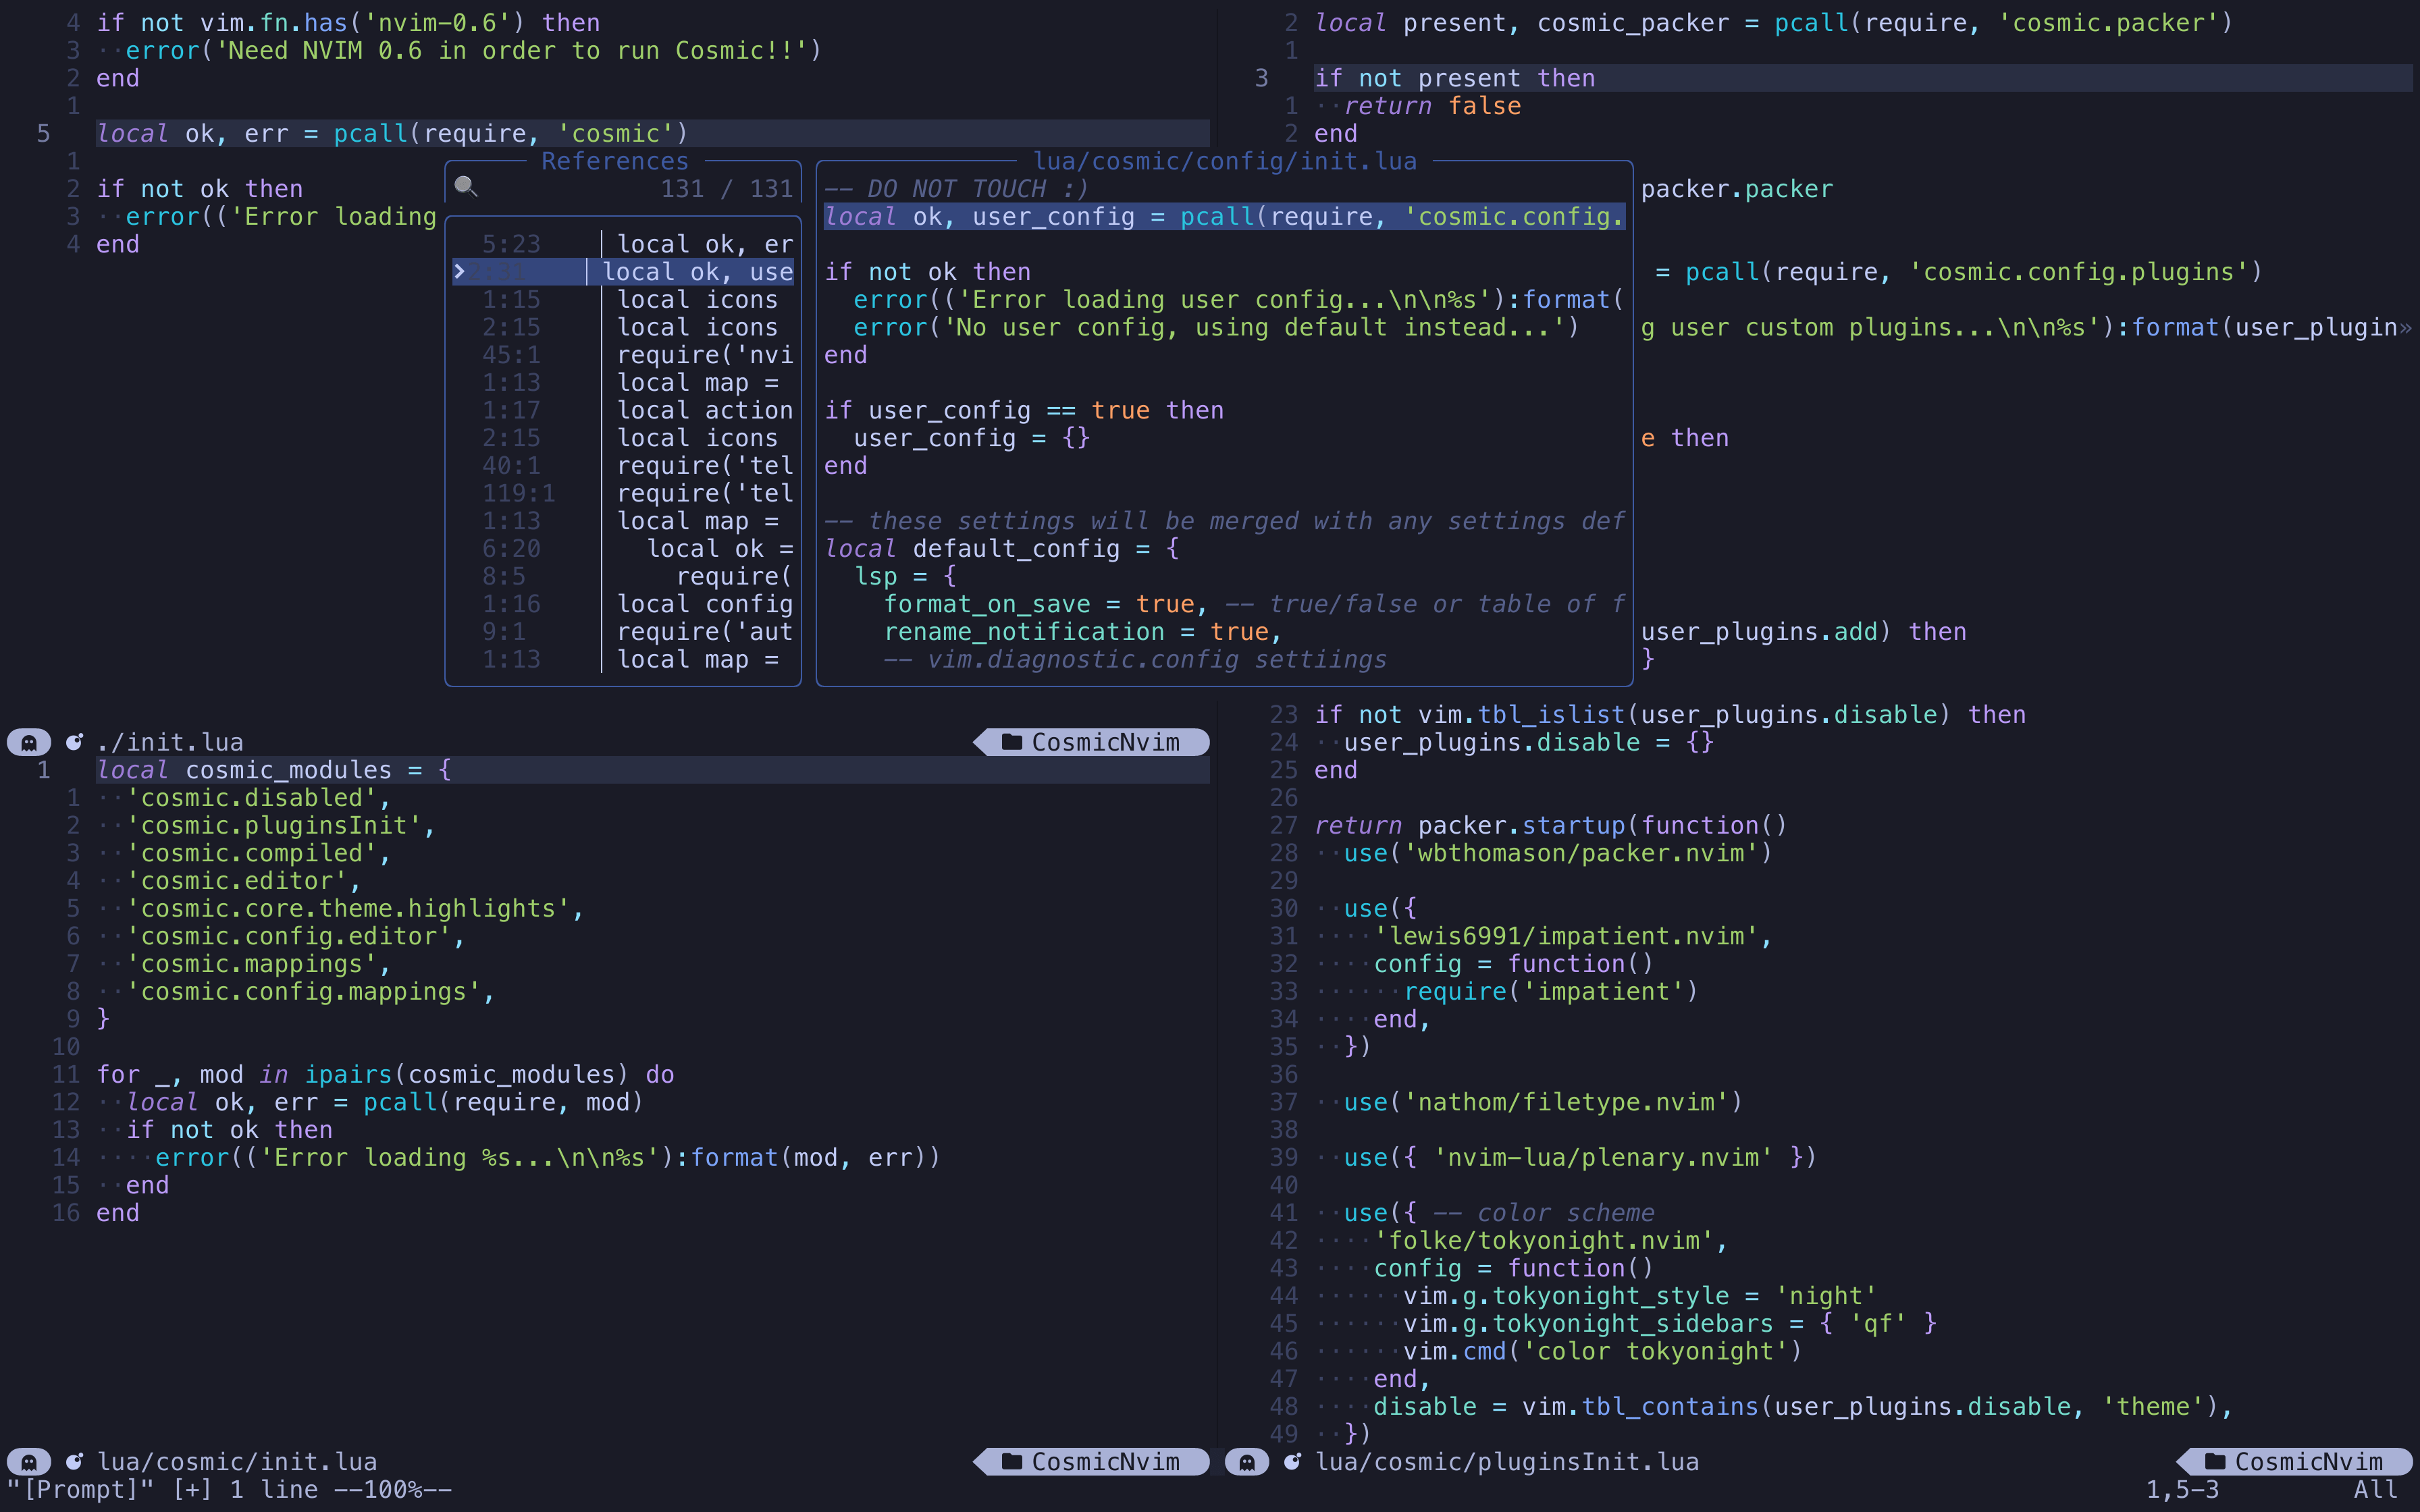 4 if not vim.fn.has('nvim-0.6') then
3 ··error('Need NVIM 0.6 in order to run Cosmic!!')
2 end
1
5 local ok, err = pcall(require, 'cosmic')
1
2 if not ok then
3 ··error(('Error loading
4 end
./init.lua
CosmicNvim
References
131 / 131
5:23 │ local ok, er
> │ local ok, use
1:15 │ local icons
2:15 │ local icons
45:1 │ require('nvi
1:13 │ local map =
1:17 │ local action
2:15 │ local icons
40:1 │ require('tel
119:1 │ require('tel
1:13 │ local map =
6:20 │ local ok =
8:5 │ require(
1:16 │ local config
9:1 │ require('aut
1:13 │ local map =
lua/cosmic/config/init.lua
-- DO NOT TOUCH :)
local ok, user_config = pcall(require, 'cosmic.config.
if not ok then
error(('Error loading user config...\n\n%s'):format(
error('No user config, using default instead...')
end
if user_config == true then
user_config = {}
end
-- these settings will be merged with any settings def
local default_config = {
lsp = {
format_on_save = true, -- true/false or table of f
rename_notification = true,
-- vim.diagnostic.config settiings
1 local cosmic_modules = {
1 ··'cosmic.disabled',
2 ··'cosmic.pluginsInit',
3 ··'cosmic.compiled',
4 ··'cosmic.editor',
5 ··'cosmic.core.theme.highlights',
6 ··'cosmic.config.editor',
7 ··'cosmic.mappings',
8 ··'cosmic.config.mappings',
9 }
10
11 for _, mod in ipairs(cosmic_modules) do
12 ··local ok, err = pcall(require, mod)
13 ··if not ok then
14 ····error(('Error loading %s...\n\n%s'):format(mod, err))
15 ··end
16 end
lua/cosmic/init.lua
CosmicNvim
2 local present, cosmic_packer = pcall(require, 'cosmic.packer')
1
3 if not present then
1 ··return false
2 end
packer.packer
= pcall(require, 'cosmic.config.plugins')
g user custom plugins...\n\n%s'):format(user_plugin»
e then
user_plugins.add) then
}
23 if not vim.tbl_islist(user_plugins.disable) then
24 ··user_plugins.disable = {}
25 end
26
27 return packer.startup(function()
28 ··use('wbthomason/packer.nvim')
29
30 ··use({
31 ····'lewis6991/impatient.nvim',
32 ····config = function()
33 ······require('impatient')
34 ····end,
35 ··})
36
37 ··use('nathom/filetype.nvim')
38
39 ··use({ 'nvim-lua/plenary.nvim' })
40
41 ··use({ -- color scheme
42 ····'folke/tokyonight.nvim',
43 ····config = function()
44 ······vim.g.tokyonight_style = 'night'
45 ······vim.g.tokyonight_sidebars = { 'qf' }
46 ······vim.cmd('color tokyonight')
47 ····end,
48 ····disable = vim.tbl_contains(user_plugins.disable, 'theme'),
49 ··})
lua/cosmic/pluginsInit.lua
CosmicNvim
"[Prompt]" [+] 1 line --100%--
1,5-3
All